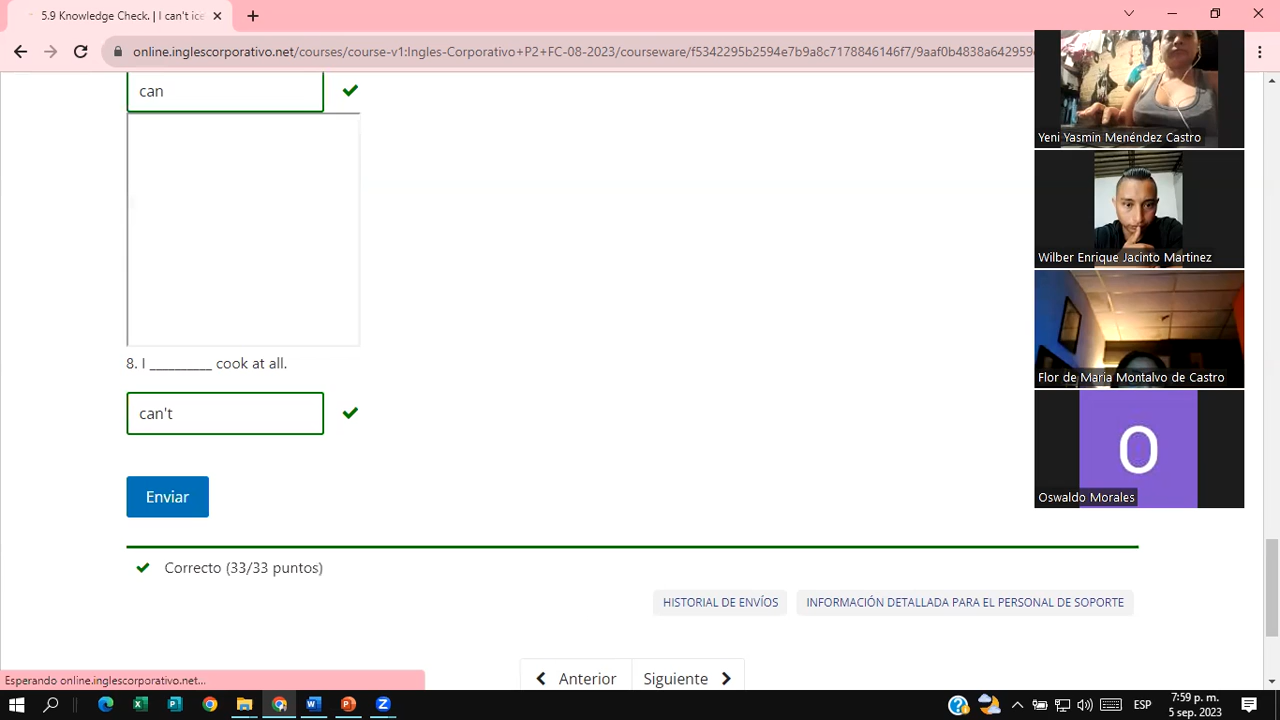 5.9 Knowledge Check. | I can't ice
online.inglescorporativo.net/courses/course-v1:Ingles-Corporativo+P2+FC-08-2023/courseware/f5342295b2594e7b9a8c7178846146f7/9aaf0b4838a642959
can
8. I _________ cook at all.
can't
Enviar
Correcto (33/33 puntos)
HISTORIAL DE ENVÍOS
INFORMACIÓN DETALLADA PARA EL PERSONAL DE SOPORTE
Anterior
Siguiente
Esperando online.inglescorporativo.net...
Yeni Yasmin Menéndez Castro
Wilber Enrique Jacinto Martinez
Flor de Maria Montalvo de Castro
O
Oswaldo Morales
ESP
7:59 p. m.
5 sep. 2023